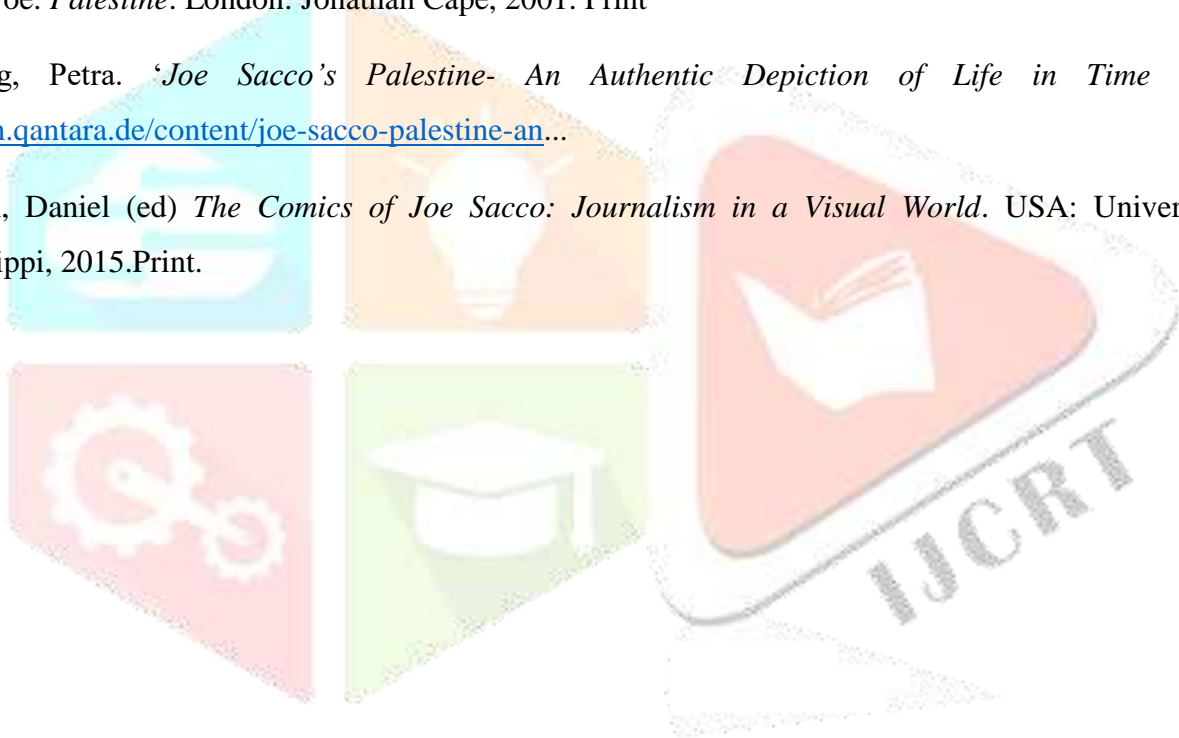 oe. Palestine. London: Jonathan Cape, 2001. Print
g, Petra. ‘Joe Sacco’s Palestine- An Authentic Depiction of Life in Time
n.qantara.de/content/joe-sacco-palestine-an...
, Daniel (ed) The Comics of Joe Sacco: Journalism in a Visual World. USA: Univer
ippi, 2015.Print.
IJCRT